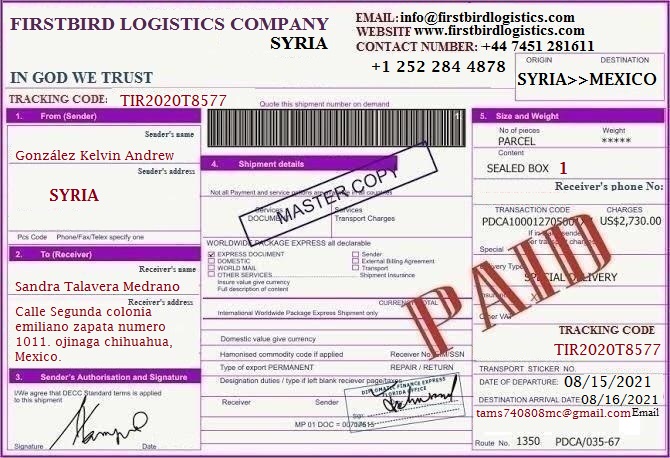 FIRSTBIRD LOGISTICS COMPANY
SYRIA
EMAIL: info@firstbirdlogistics.com
WEBSITE www.firstbirdlogistics.com
CONTACT NUMBER: +44 7451 281611
+1 252 284 4878
IN GOD WE TRUST
ORIGIN DESTINATION
SYRIA>>MEXICO
TRACKING CODE: TIR2020T8577
Quote this shipment number on demand
1. From (Sender)
Sender's name
González Kelvin Andrew
Sender's address
SYRIA
Pcs Code Phone/Fax/Telex specify one
2. To (Receiver)
Receiver's name
Sandra Talavera Medrano
Receiver's address
Calle Segunda colonia
emiliano zapata numero
1011. ojinaga chihuahua,
Mexico.
3. Sender's Authorisation and Signature
I/We agree that DECC Standard terms is applied
to this shipment
Signature Date
4. Shipment details
Not all Payment and service options are available in all countries
MASTER COPY
Services
DOCUMENT
Services
Transport Charges
WORLDWIDE PACKAGE EXPRESS all declarable
EXPRESS DOCUMENT
DOMESTIC
WORLD MAIL
OTHER SERVICES
Sender
External Billing Agreement
Transport
Shipment Insurance
Insure value give currency
Full description of content
CURRENCY TOTAL
International Worldwide Package Express Shipment only
Domestic value give currency
Harmonised commodity code if applied
Receiver No
/SSN
Type of export PERMANENT
REPAIR / RETURN
Designation duties / type if left blank reciever page/taxes
Receiver Sender
DIPLOMATIC FINANCE EXPRESS
FLORIDA OFFICE
MP 01 DOC =
5. Size and Weight
No of pieces Weight
PARCEL *****
Content
SEALED BOX 1
Receiver's phone No:
TRANSACTION CODE CHARGES
US$2,730.00
Special
Delivery Type
SPECIAL DELIVERY
PAID
VAT
TRACKING CODE
TIR2020T8577
TRANSPORT STICKER NO.
DATE OF DEPARTURE: 08/15/2021
DESTINATION ARRIVAL DATE 08/16/2021
tams740808mc@gmail.com Email
Route No. 1350 PDCA/035-67